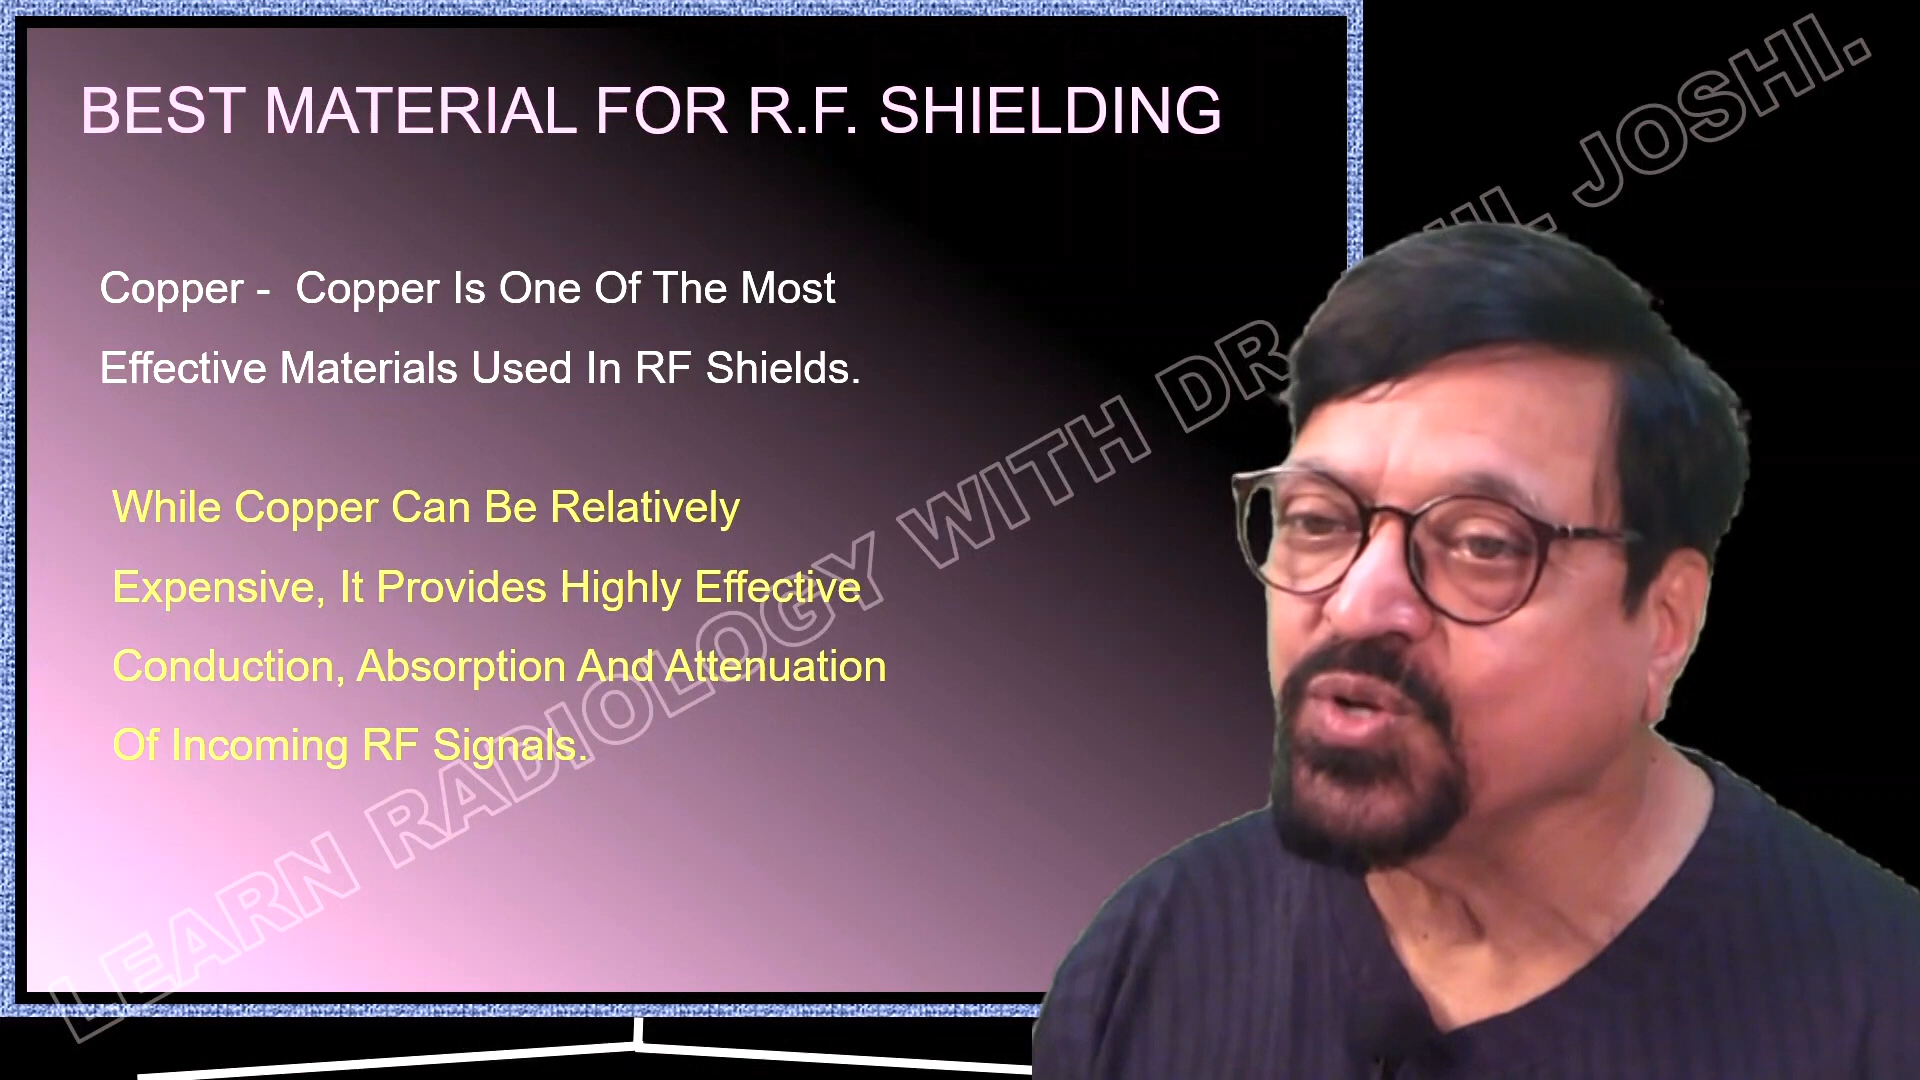 BEST MATERIAL FOR R.F. SHIELDING
Copper - Copper Is One Of The Most
Effective Materials Used In RF Shields.
While Copper Can Be Relatively
Expensive, It Provides Highly Effective
Conduction, Absorption And Attenuation
Of Incoming RF Signals.
LEARN RADIOLOGY WITH DR. JOSHI.